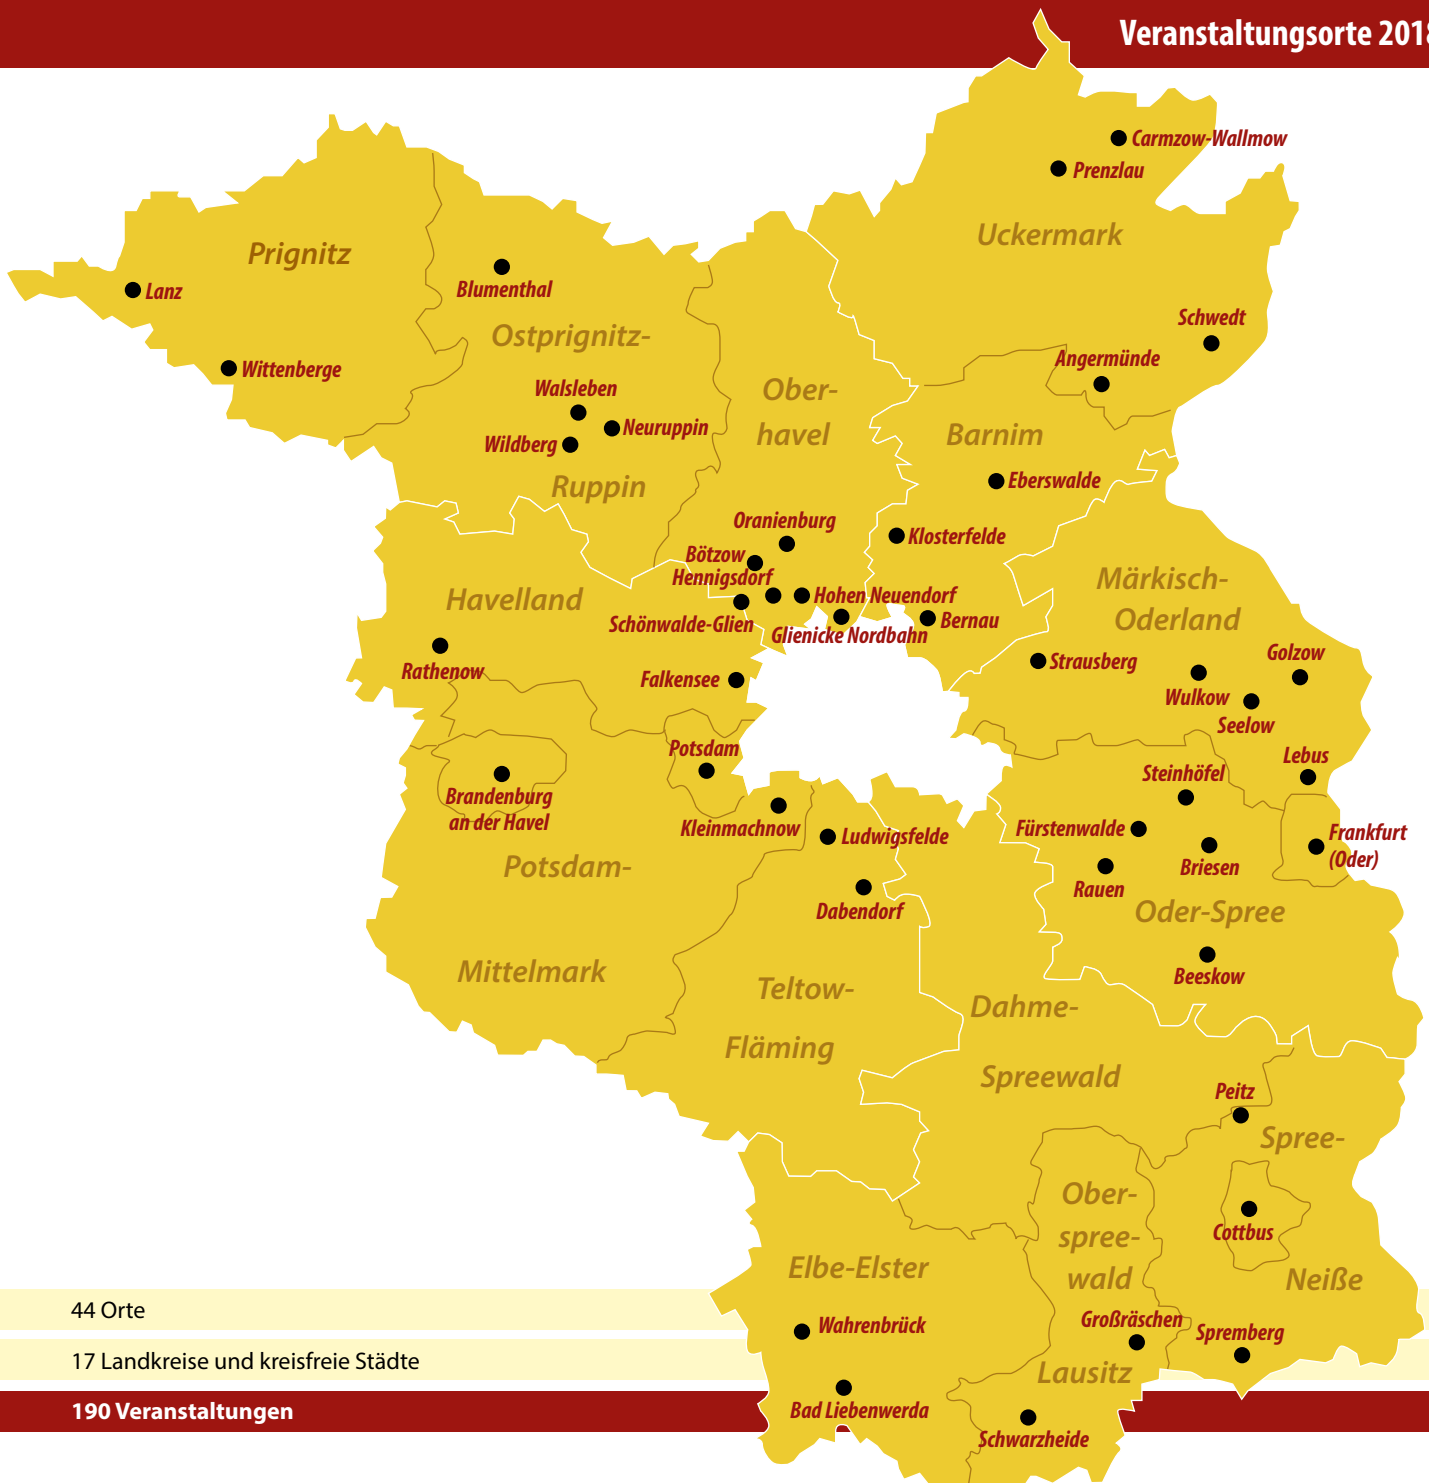 Veranstaltungsorte 2018
Carmzow-Wallmow
Prenzlau
Uckermark
Prignitz
Lanz
Blumenthal
Schwedt
Ostprignitz-
Angermünde
Wittenberge
Walsleben
Ober-
havel
Neuruppin
Wildberg
Barnim
Ruppin
Eberswalde
Oranienburg
Klosterfelde
Bötzow
Hennigsdorf
Märkisch-
Oderland
Havelland
Hohen Neuendorf
Schönwalde-Glien
Glienicke Nordbahn
Bernau
Rathenow
Falkensee
Strausberg
Golzow
Wulkow
Seelow
Potsdam
Lebus
Steinhöfel
Brandenburg
an der Havel
Kleinmachnow
Ludwigsfelde
Fürstenwalde
Frankfurt
(Oder)
Potsdam-
Briesen
Rauen
Dabendorf
Oder-Spree
Mittelmark
Beeskow
Teltow-
Fläming
Dahme-
Spreewald
Peitz
Spree-
Ober-
spree-
wald
Cottbus
Elbe-Elster
Neiße
44 Orte
Wahrenbrück
Großräschen
Spremberg
17 Landkreise und kreisfreie Städte
Lausitz
190 Veranstaltungen
Bad Liebenwerda
Schwarzheide